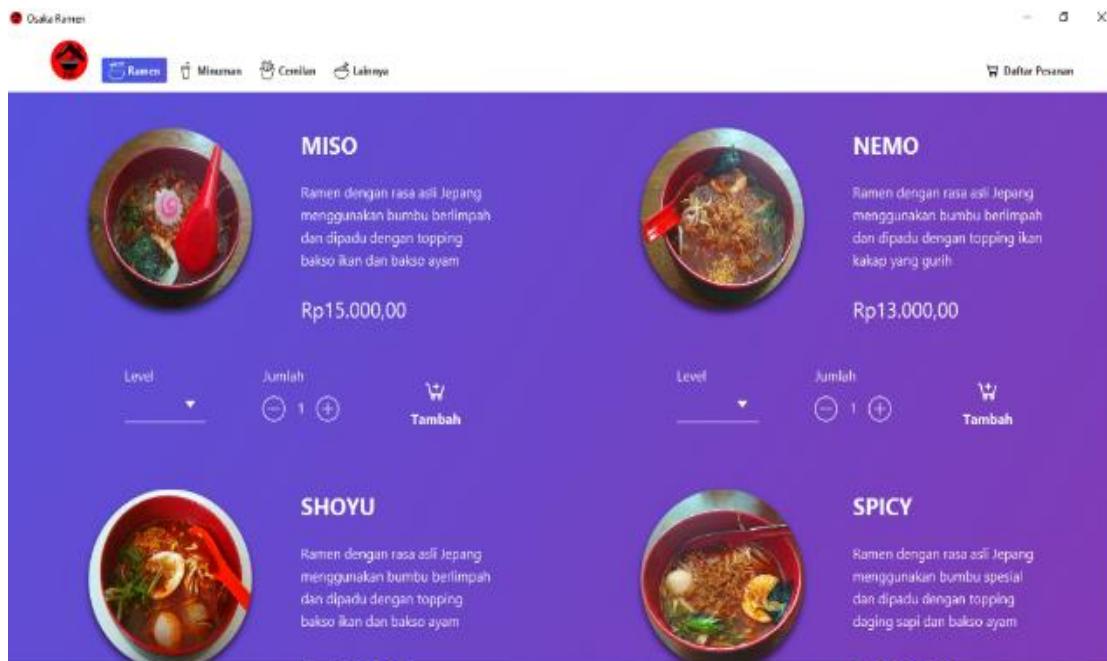 Osaka Ramen
Ramen
Minuman
Cemilan
Lainnya
Daftar Pesanan
MISO
Ramen dengan rasa asli Jepang
menggunakan bumbu berlimpah
dan dipadu dengan topping
bakso ikan dan bakso ayam
Rp15.000,00
Level
Jumlah
1
Tambah
NEMO
Ramen dengan rasa asli Jepang
menggunakan bumbu berlimpah
dan dipadu dengan topping ikan
kakap yang gurih
Rp13.000,00
Level
Jumlah
1
Tambah
SHOYU
Ramen dengan rasa asli Jepang
menggunakan bumbu berlimpah
dan dipadu dengan topping
bakso ikan dan bakso ayam
SPICY
Ramen dengan rasa asli Jepang
menggunakan bumbu spesial
dan dipadu dengan topping
daging sapi dan bakso ayam